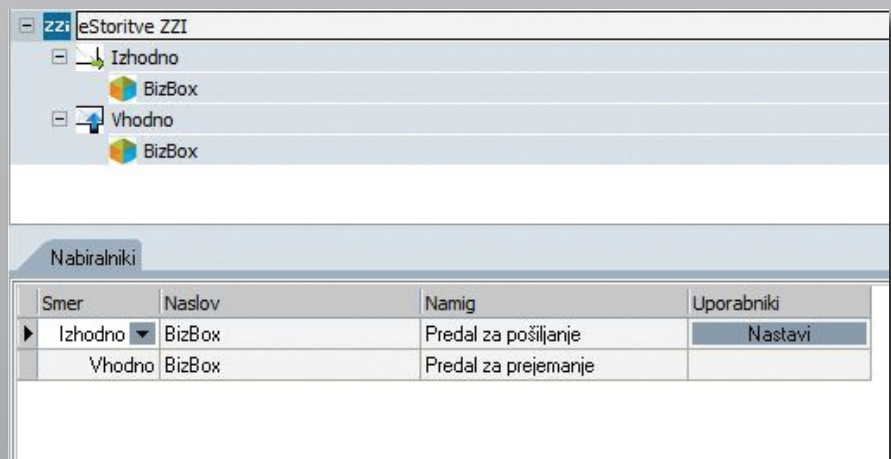 zzi eStoritve ZZI
Izhodno
BizBox
Vhodno
BizBox
Nabiralniki
Smer Naslov Namig Uporabniki
Izhodno BizBox Predal za pošiljanje Nastavi
Vhodno BizBox Predal za prejemanje